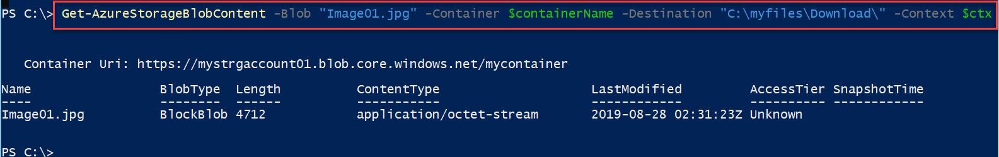 PS C:\> Get-AzureStorageBlobContent -Blob "Image01.jpg" -Container $containerName -Destination "C:\myfiles\Download\" -Context $ctx
Container Uri: https://mystrgaccount01.blob.core.windows.net/mycontainer
Name BlobType Length ContentType LastModified AccessTier SnapshotTime
---- -------- ------ ----------- ------------ ---------- ------------
Image01.jpg BlockBlob 4712 application/octet-stream 2019-08-28 02:31:23Z Unknown
PS C:\>